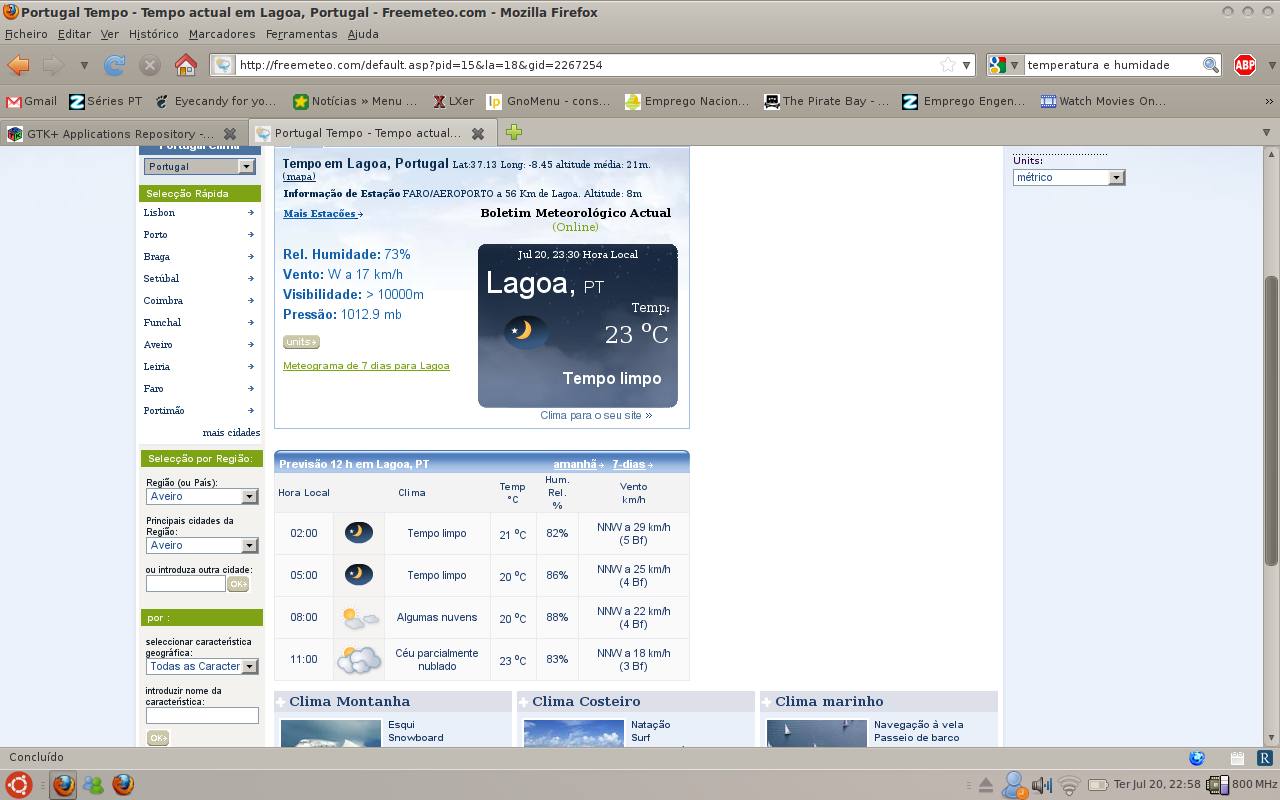 Portugal Tempo - Tempo actual em Lagoa, Portugal - Freemeteo.com - Mozilla Firefox
Ficheiro Editar Ver Histórico Marcadores Ferramentas Ajuda
http://freemeteo.com/default.asp?pid=15&la=18&gid=2267254
temperatura e humidade
ABP
Gmail Séries PT Eyecandy for yo... Notícias » Menu ... LXer GnoMenu - cons... Emprego Nacion... The Pirate Bay - ... Emprego Engen... Watch Movies On... »
GTK+ Applications Repository -... Portugal Tempo - Tempo actual...
Portugal Clima
Portugal
Selecção Rápida
Lisbon
Porto
Braga
Setúbal
Coimbra
Funchal
Aveiro
Leiria
Faro
Portimão
mais cidades
Selecção por Região:
Região (ou País):
Aveiro
Principais cidades da
Região:
Aveiro
ou introduza outra cidade:
OK
por :
seleccionar característica
geográfica:
Todas as Caracter
introduzir nome da
característica:
OK
Tempo em Lagoa, Portugal Lat:37.13 Long: -8.45 altitude média: 21m.
(mapa)
Informação de Estação FARO/AEROPORTO a 56 Km de Lagoa. Altitude: 8m
Mais Estações
Boletim Meteorológico Actual
(Online)
Rel. Humidade: 73%
Vento: W a 17 km/h
Visibilidade: > 10000m
Pressão: 1012.9 mb
units
Meteograma de 7 dias para Lagoa
Jul 20, 23:30 Hora Local
Lagoa, PT
Temp:
23 °C
Tempo limpo
Clima para o seu site »
Previsão 12 h em Lagoa, PT amanhã 7-dias
Hora Local Clima Temp °C Hum. Rel. % Vento km/h
02:00 Tempo limpo 21 °C 82% NNW a 29 km/h (5 Bf)
05:00 Tempo limpo 20 °C 86% NNW a 25 km/h (4 Bf)
08:00 Algumas nuvens 20 °C 88% NNW a 22 km/h (4 Bf)
11:00 Céu parcialmente nublado 23 °C 83% NNW a 18 km/h (3 Bf)
Clima Montanha
Esqui
Snowboard
Clima Costeiro
Natação
Surf
Clima marinho
Navegação à vela
Passeio de barco
Units:
métrico
Concluído
R
Ter Jul 20, 22:58
800 MHz